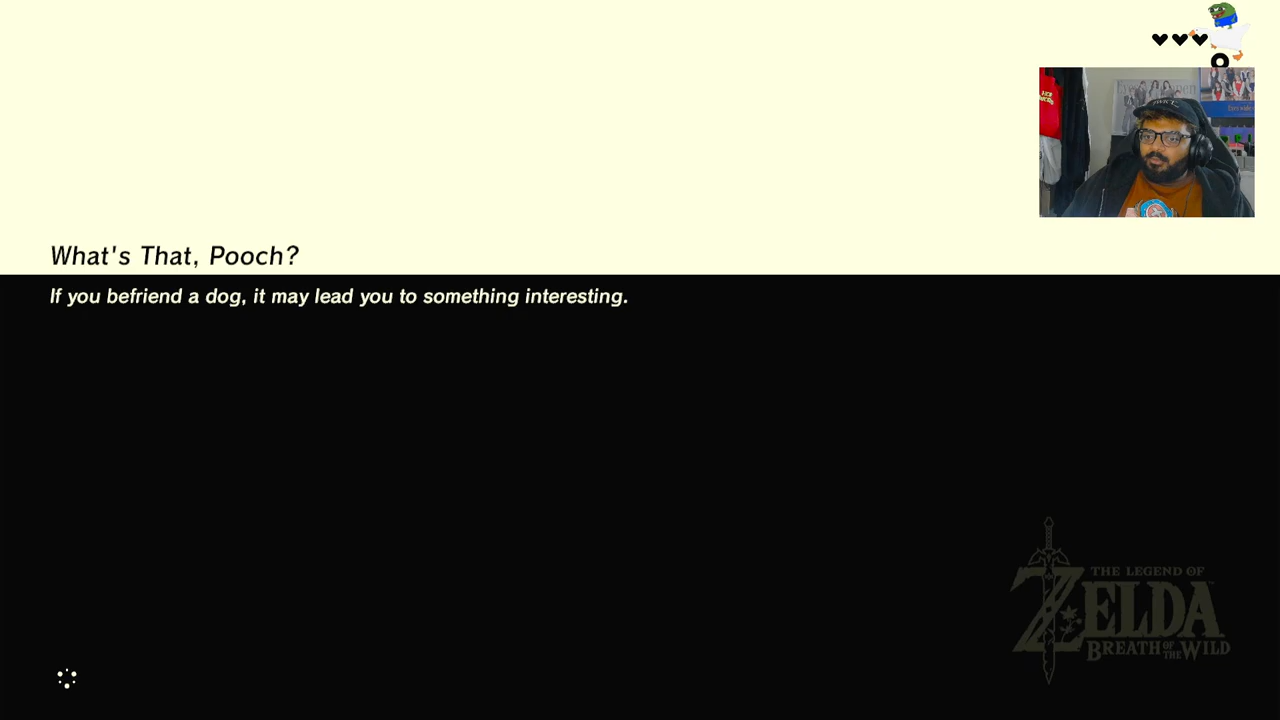 What's That, Pooch?
If you befriend a dog, it may lead you to something interesting.
THE LEGEND OF
ZELDA
BREATH OF THE WILD